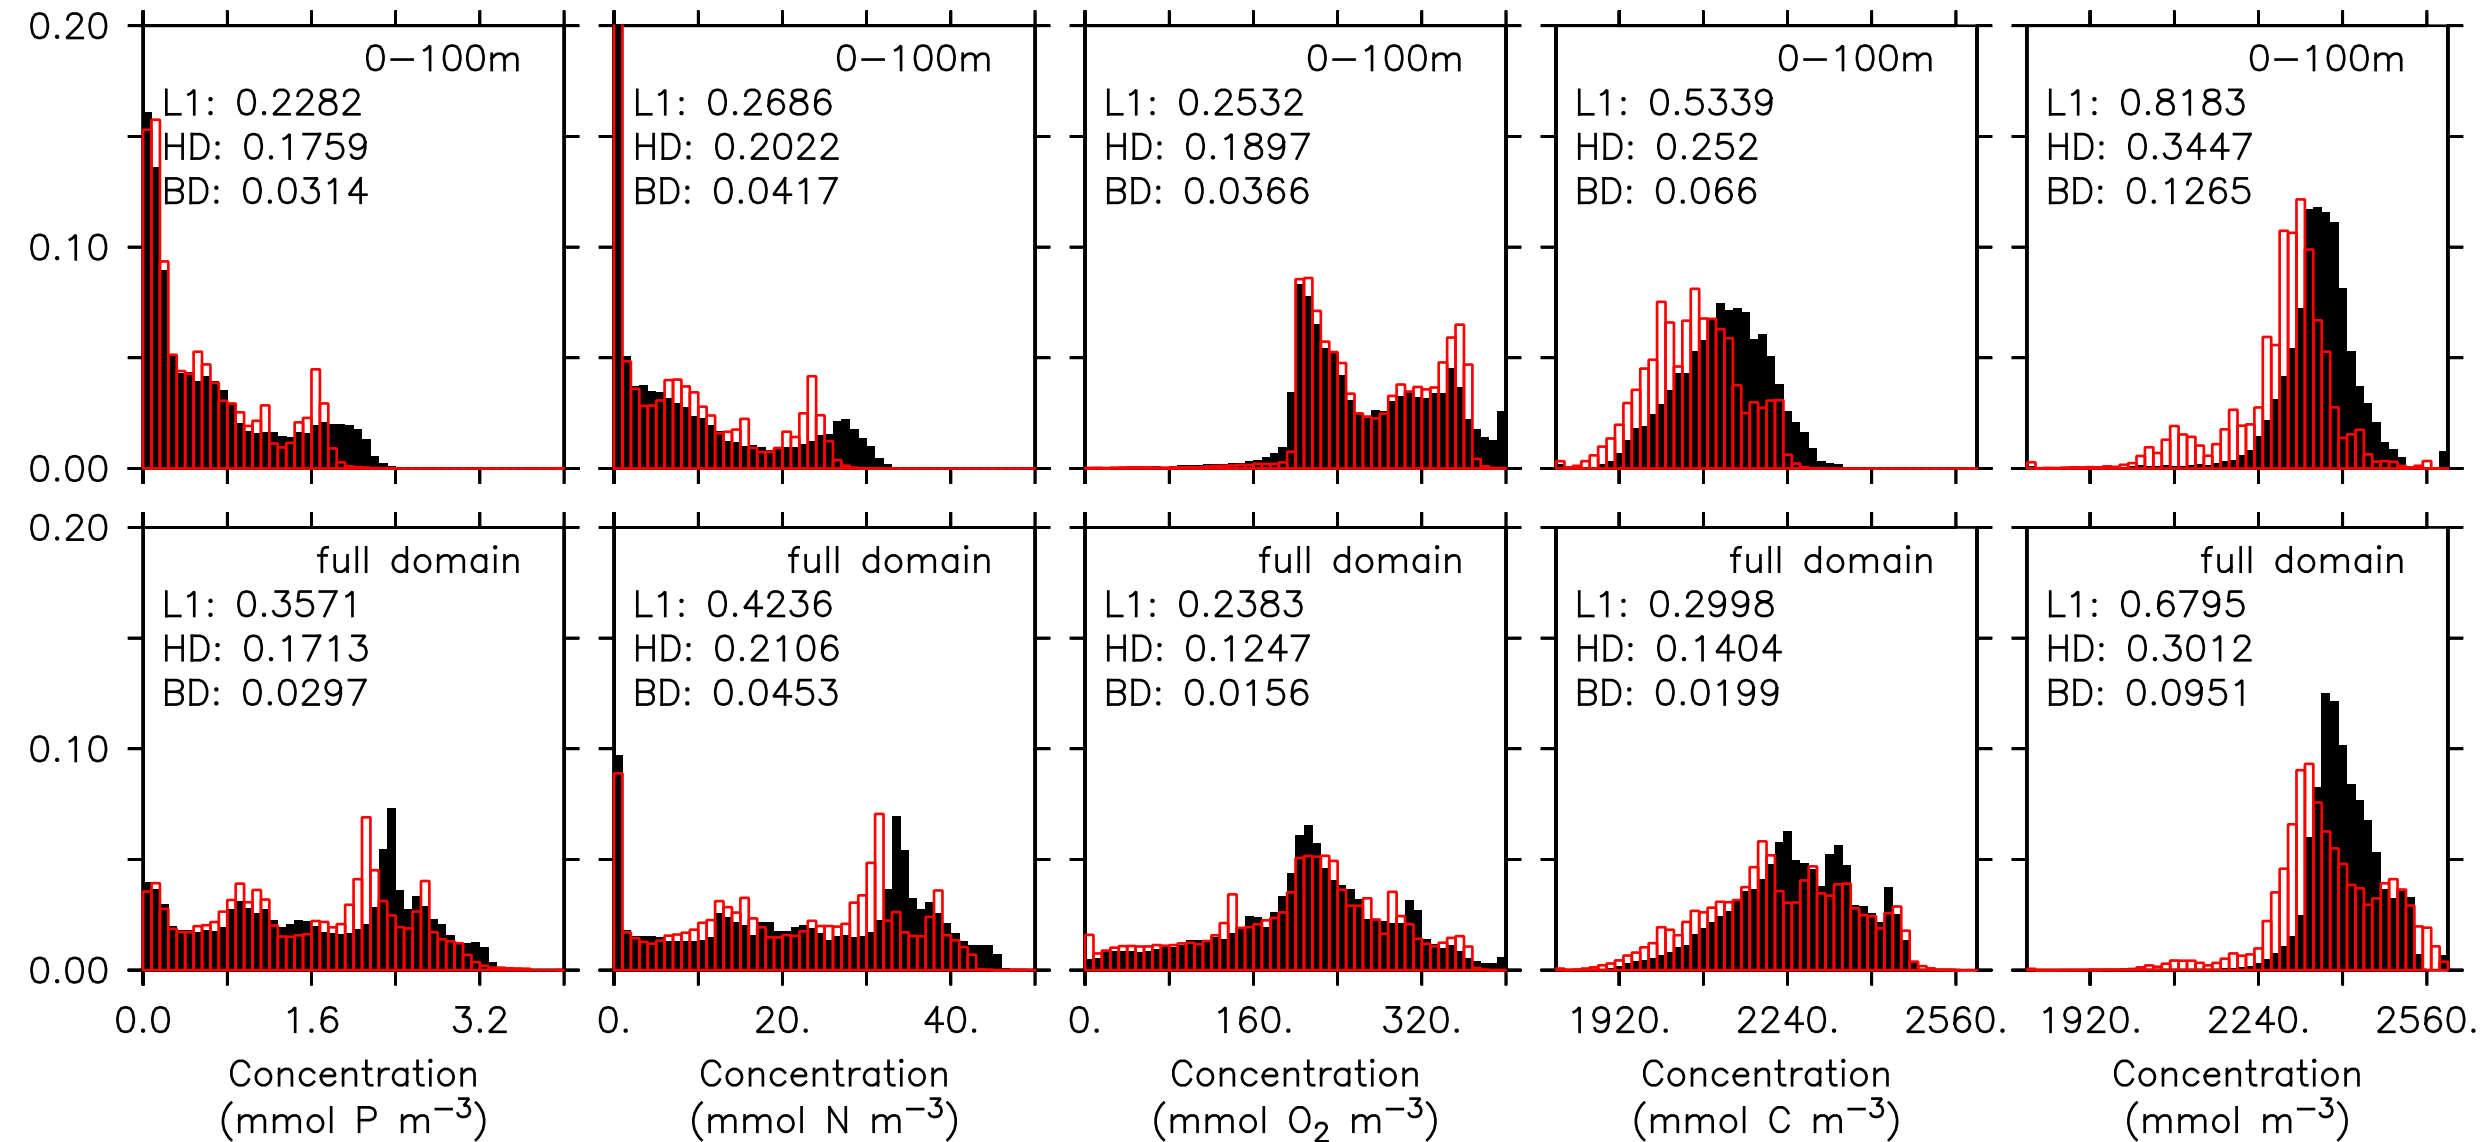 0.20
0.10
0.00
0−100m
L1: 0.2282
HD: 0.1759
BD: 0.0314
0−100m
L1: 0.2686
HD: 0.2022
BD: 0.0417
0−100m
L1: 0.2532
HD: 0.1897
BD: 0.0366
0−100m
L1: 0.5339
HD: 0.252
BD: 0.066
0−100m
L1: 0.8183
HD: 0.3447
BD: 0.1265
0.20
0.10
0.00
full domain
L1: 0.3571
HD: 0.1713
BD: 0.0297
full domain
L1: 0.4236
HD: 0.2106
BD: 0.0453
full domain
L1: 0.2383
HD: 0.1247
BD: 0.0156
full domain
L1: 0.2998
HD: 0.1404
BD: 0.0199
full domain
L1: 0.6795
HD: 0.3012
BD: 0.0951
0.0 1.6 3.2
0. 20. 40.
0. 160. 320.
1920. 2240. 2560.
1920. 2240. 2560.
Concentration
(mmol P m⁻³)
Concentration
(mmol N m⁻³)
Concentration
(mmol O₂ m⁻³)
Concentration
(mmol C m⁻³)
Concentration
(mmol m⁻³)